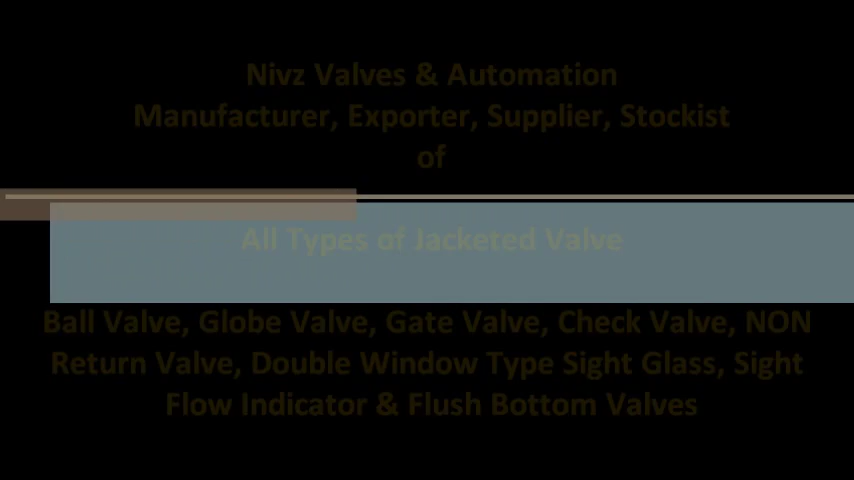 Nivz Valves & Automation
Manufacturer, Exporter, Supplier, Stockist
of
All Types of Jacketed Valve
Ball Valve, Globe Valve, Gate Valve, Check Valve, NON
Return Valve, Double Window Type Sight Glass, Sight
Flow Indicator & Flush Bottom Valves